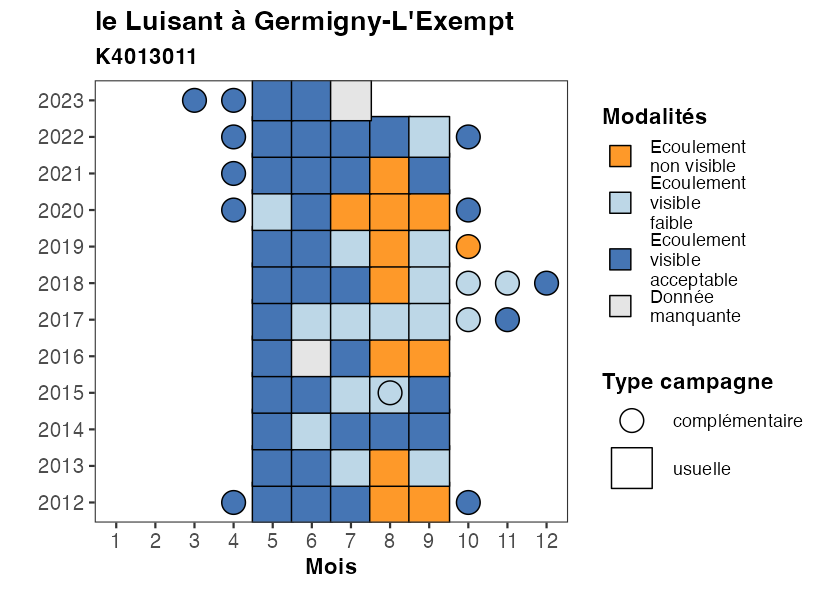 le Luisant à Germigny-L'Exempt
K4013011
2023
2022
2021
2020
2019
2018
2017
2016
2015
2014
2013
2012
1 2 3 4 5 6 7 8 9 10 11 12
Mois
Modalités
Ecoulement
non visible
Ecoulement
visible
faible
Ecoulement
visible
acceptable
Donnée
manquante
Type campagne
complémentaire
usuelle